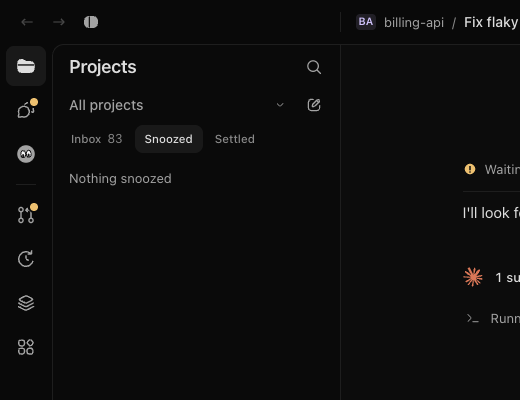 BA billing-api / Fix flaky
Projects
All projects
Inbox 83 Snoozed Settled
Nothing snoozed
Waitin
I'll look f
1 su
Runn